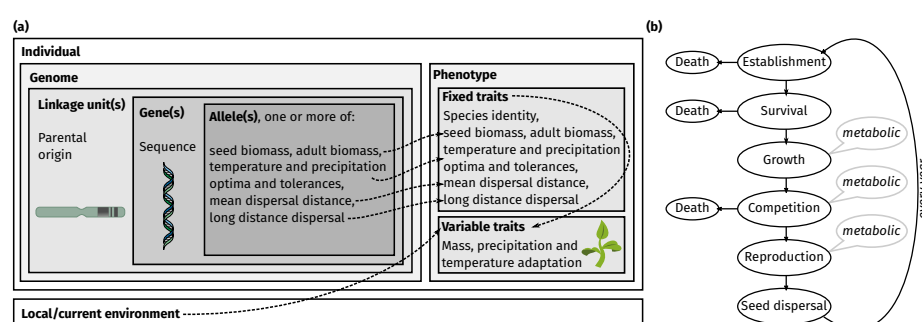 (a)
Individual
Genome
Linkage unit(s)
Parental
origin
Gene(s)
Sequence
Allele(s), one or more of:
seed biomass, adult biomass,
temperature and precipitation
optima and tolerances,
mean dispersal distance,
long distance dispersal
Phenotype
Fixed traits
Species identity,
seed biomass, adult biomass,
temperature and precipitation
optima and tolerances,
mean dispersal distance,
long distance dispersal
Variable traits
Mass, precipitation and
temperature adaptation
Local/current environment
(b)
Death
Establishment
Death
Survival
metabolic
Growth
metabolic
Death
Competition
metabolic
Reproduction
Seed dispersal